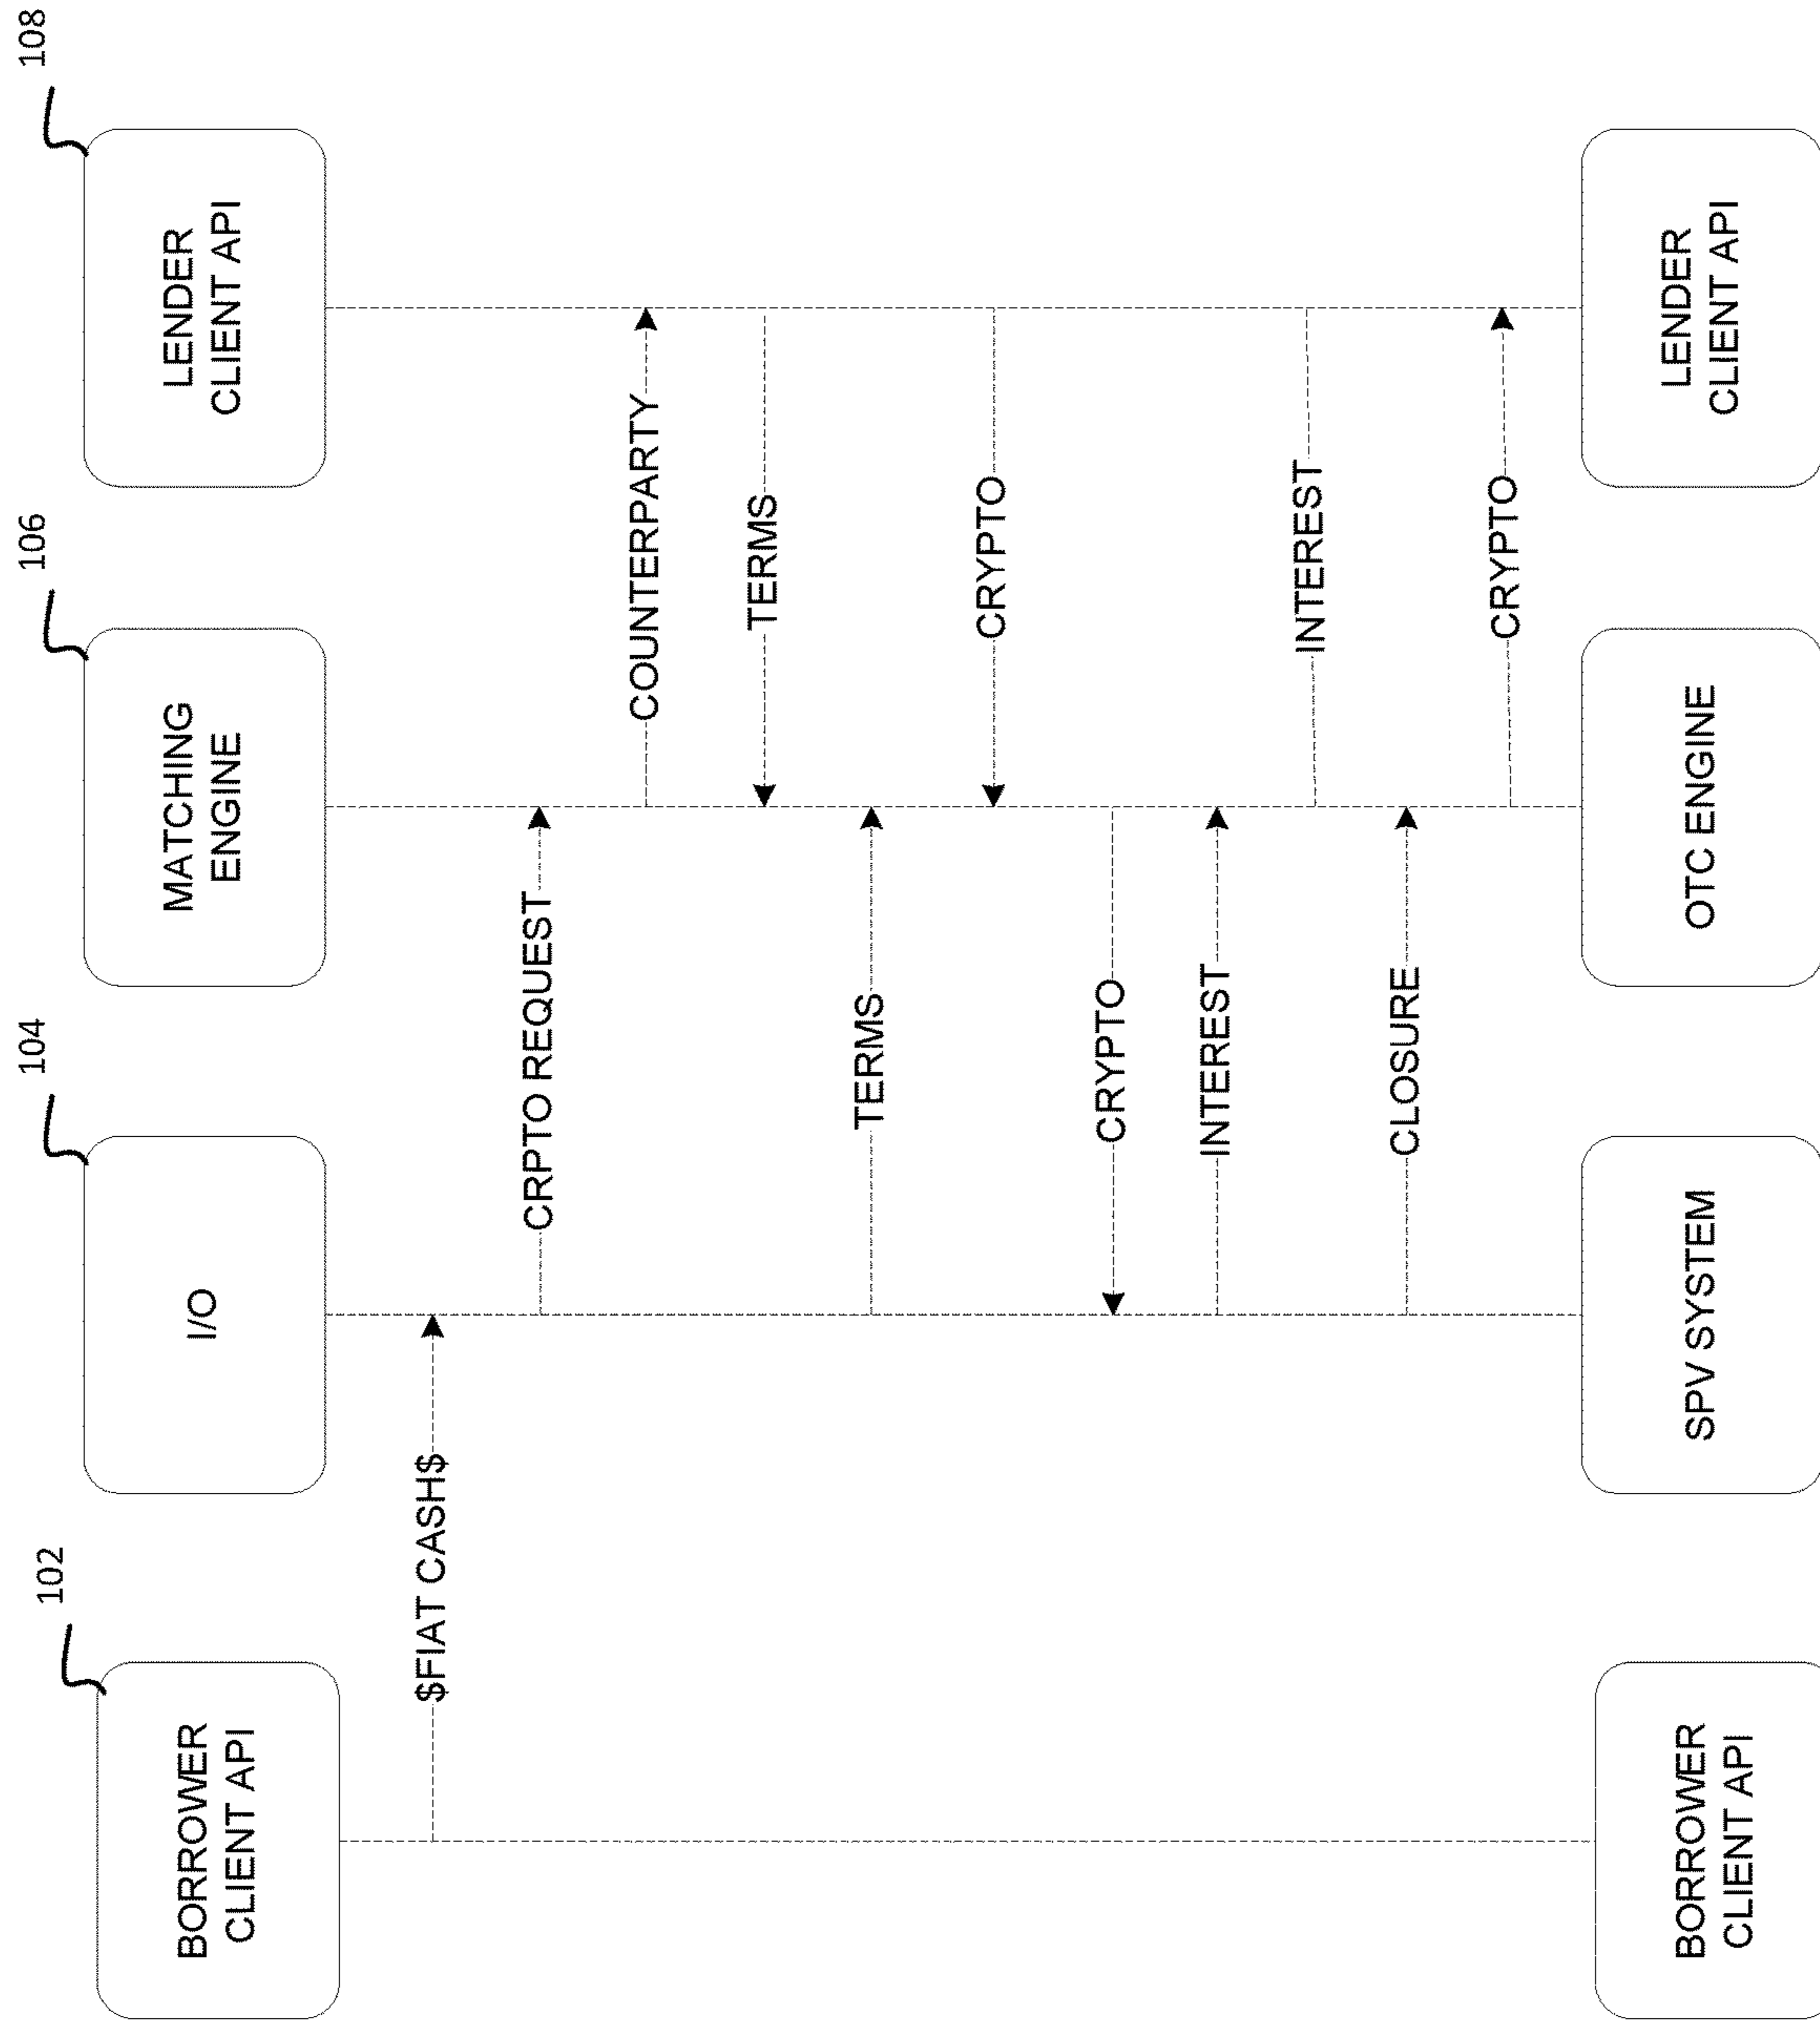 102
104
106
108
BORROWER
CLIENT API
I/O
MATCHING
ENGINE
LENDER
CLIENT API
$FIAT CASH$
CRPTO REQUEST
COUNTERPARTY
TERMS
TERMS
CRYPTO
CRYPTO
INTEREST
INTEREST
CLOSURE
CRYPTO
BORROWER
CLIENT API
SPV SYSTEM
OTC ENGINE
LENDER
CLIENT API